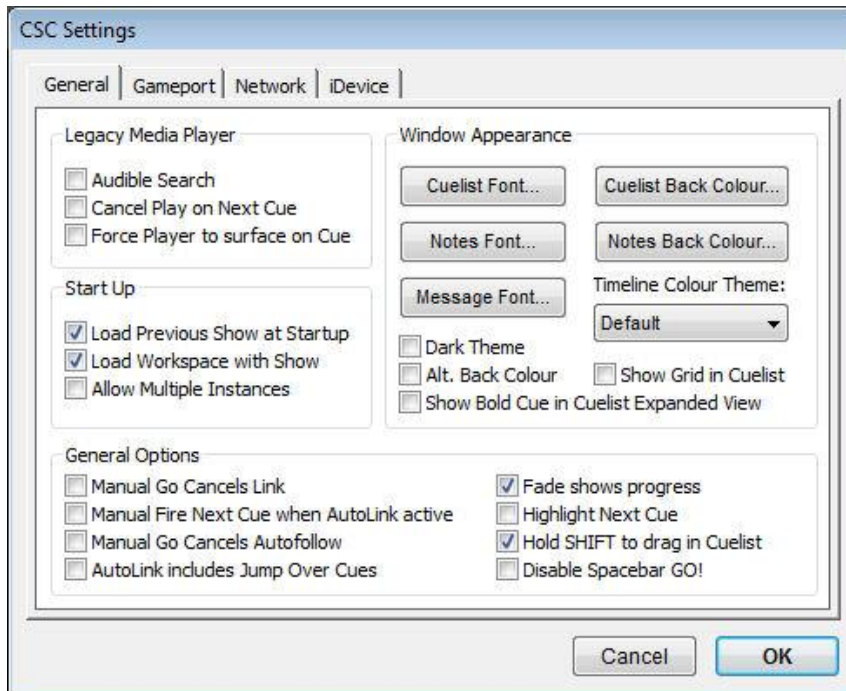 CSC Settings
General
Gameport
Network
iDevice
Legacy Media Player
Audible Search
Cancel Play on Next Cue
Force Player to surface on Cue
Start Up
Load Previous Show at Startup
Load Workspace with Show
Allow Multiple Instances
Window Appearance
Cuelist Font...
Cuelist Back Colour...
Notes Font...
Notes Back Colour...
Message Font...
Timeline Colour Theme:
Default
Dark Theme
Alt. Back Colour
Show Grid in Cuelist
Show Bold Cue in Cuelist Expanded View
General Options
Manual Go Cancels Link
Manual Fire Next Cue when AutoLink active
Manual Go Cancels Autofollow
AutoLink includes Jump Over Cues
Fade shows progress
Highlight Next Cue
Hold SHIFT to drag in Cuelist
Disable Spacebar GO!
Cancel
OK